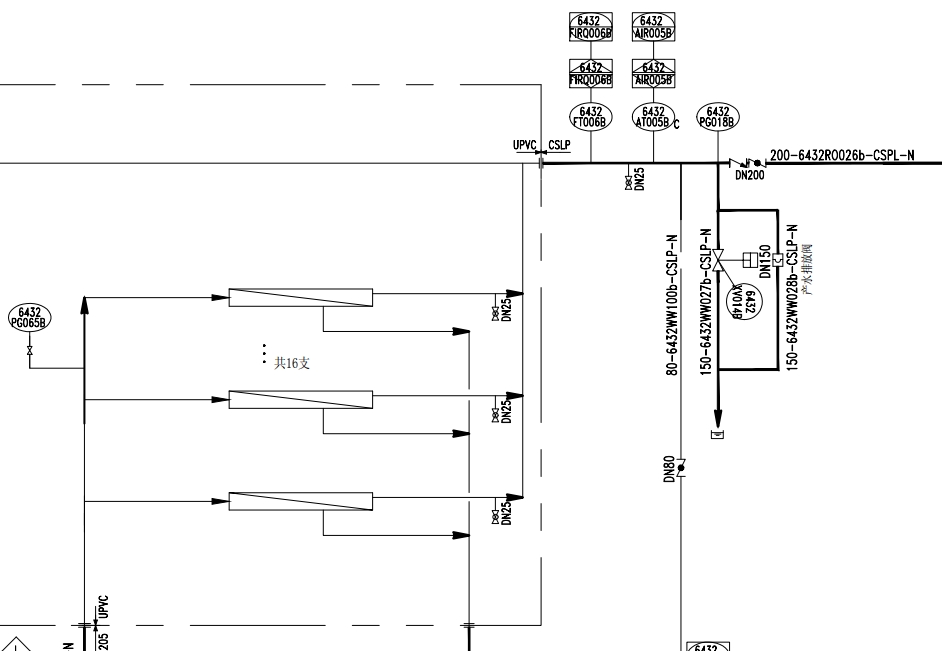 6432
FIRQ006B
6432
AIR005B
6432
FIRQ006B
6432
AIR005B
6432
FT006B
6432
AT005B
C
6432
PG018B
UPVC
CSLP
200-6432RO026b-CSPL-N
DN200
DN25
80-6432WW100b-CSLP-N
150-6432WW027b-CSLP-N
DN150
150-6432WW028b-CSLP-N
产水排放阀
6432
XV014B
6432
PG065B
DN25
共16支
DN25
DN25
DN80
UPVC
205
N
6432